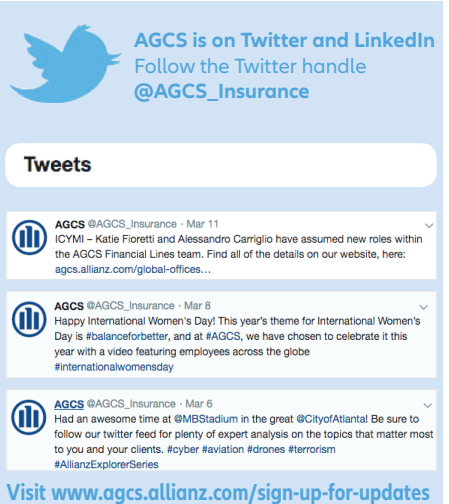 AGCS is on Twitter and LinkedIn
Follow the Twitter handle
@AGCS_Insurance
Tweets
AGCS @AGCS_Insurance · Mar 11
ICYMI – Katie Fioretti and Alessandro Carriglio have assumed new roles within
the AGCS Financial Lines team. Find all of the details on our website, here:
agcs.allianz.com/global-offices…
AGCS @AGCS_Insurance · Mar 8
Happy International Women's Day! This year's theme for International Women's
Day is #balanceforbetter, and at #AGCS, we have chosen to celebrate it this
year with a video featuring employees across the globe
#internationalwomensday
AGCS @AGCS_Insurance · Mar 6
Had an awesome time at @MBStadium in the great @CityofAtlanta! Be sure to
follow our twitter feed for plenty of expert analysis on the topics that matter most
to you and your clients. #cyber #aviation #drones #terrorism
#AllianzExplorerSeries
Visit www.agcs.allianz.com/sign-up-for-updates